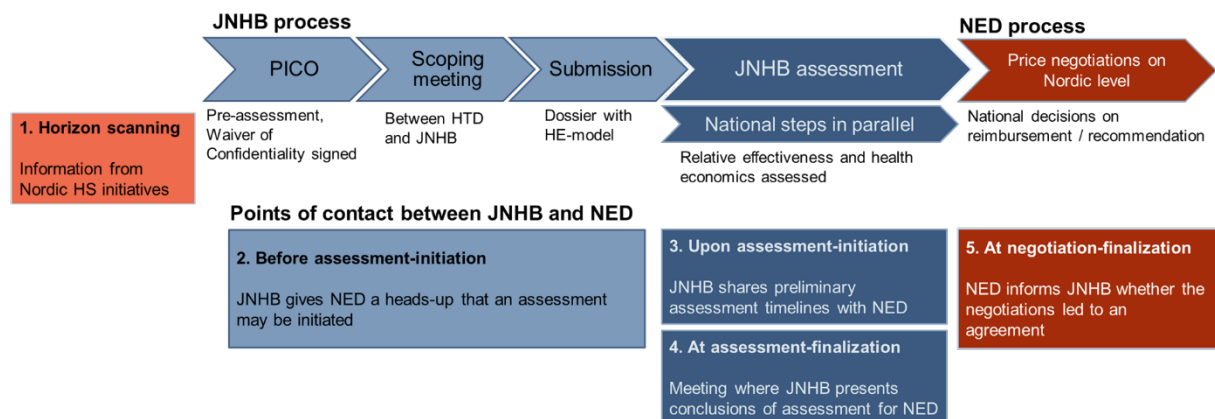 JNHB process
NED process
PICO
Scoping
meeting
Submission
JNHB assessment
Price negotiations on
Nordic level
National steps in parallel
1. Horizon scanning
Information from
Nordic HS initiatives
Pre-assessment,
Waiver of
Confidentiality signed
Between HTD
and JNHB
Dossier with
HE-model
Relative effectiveness and health
economics assessed
National decisions on
reimbursement / recommendation
Points of contact between JNHB and NED
2. Before assessment-initiation
JNHB gives NED a heads-up that an assessment
may be initiated
3. Upon assessment-initiation
JNHB shares preliminary
assessment timelines with NED
4. At assessment-finalization
Meeting where JNHB presents
conclusions of assessment for NED
5. At negotiation-finalization
NED informs JNHB whether the
negotiations led to an
agreement